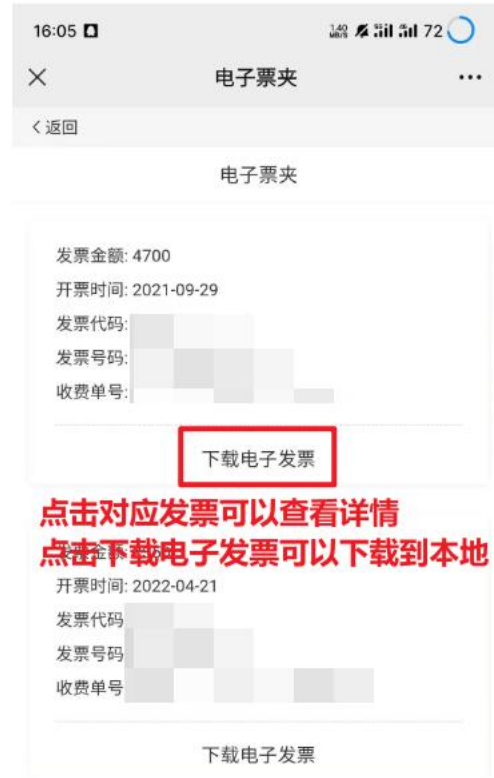 16:05
1.40 MB/S 5G 5G 72
电子票夹
返回
电子票夹
发票金额: 4700
开票时间: 2021-09-29
发票代码:
发票号码:
收费单号:
下载电子发票
点击对应发票可以查看详情
点击下载电子发票可以下载到本地
开票时间: 2022-04-21
发票代码
发票号码
收费单号
下载电子发票